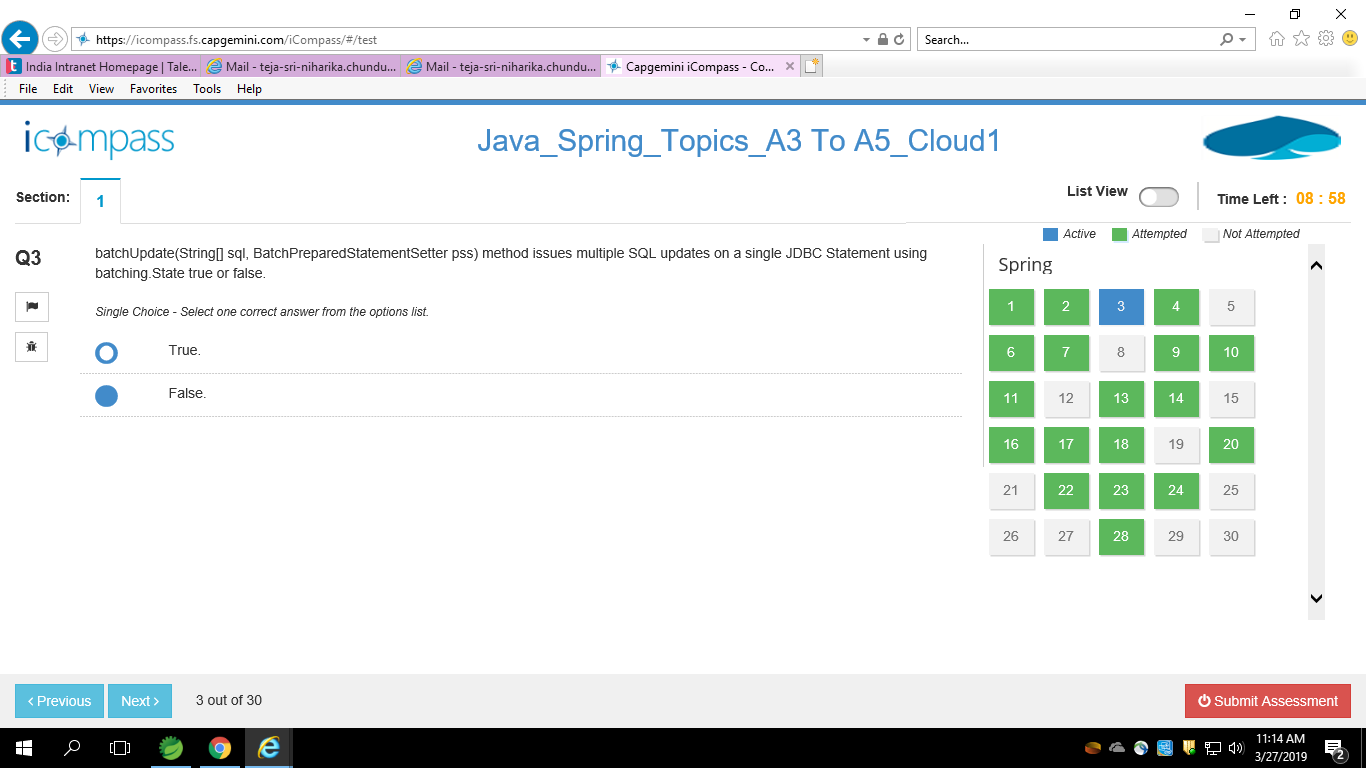 https://icompass.fs.capgemini.com/iCompass/#/test
Search...
India Intranet Homepage | Tale...
Mail - teja-sri-niharika.chundu...
Mail - teja-sri-niharika.chundu...
Capgemini iCompass - Co...
File Edit View Favorites Tools Help
icompass
Java_Spring_Topics_A3 To A5_Cloud1
Section: 1
List View
Time Left : 08 : 58
Active Attempted Not Attempted
Q3
batchUpdate(String[] sql, BatchPreparedStatementSetter pss) method issues multiple SQL updates on a single JDBC Statement using
batching.State true or false.
Single Choice - Select one correct answer from the options list.
True.
False.
Spring
1 2 3 4 5
6 7 8 9 10
11 12 13 14 15
16 17 18 19 20
21 22 23 24 25
26 27 28 29 30
Previous Next 3 out of 30
Submit Assessment
11:14 AM
3/27/2019
2